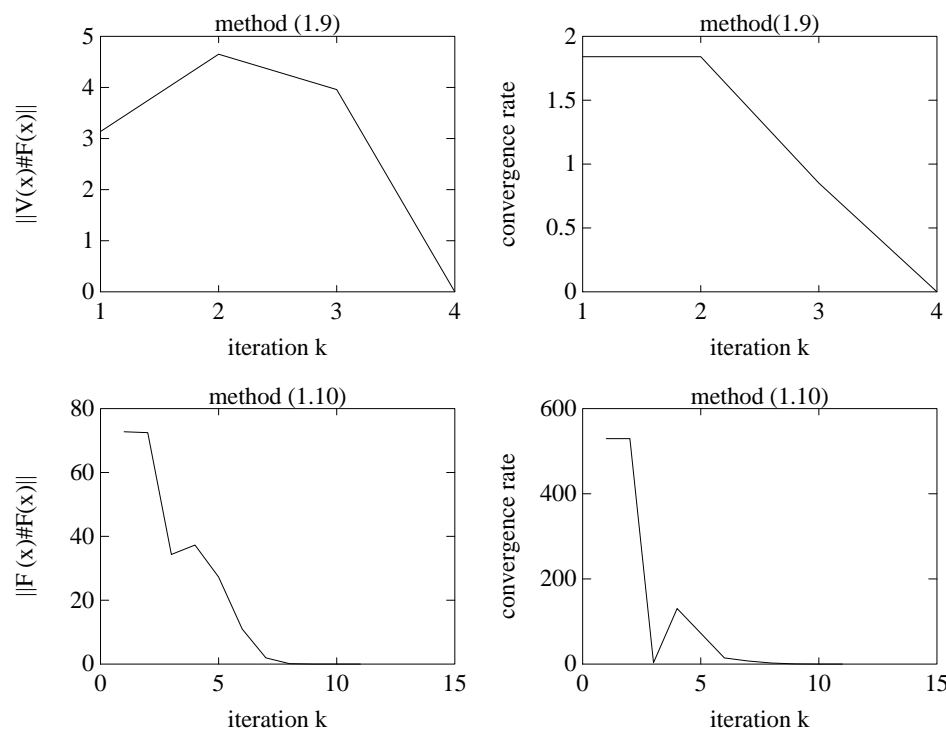 method (1.9)
||V(x)#F(x)||
5
4
3
2
1
0
1 2 3 4
iteration k
method(1.9)
convergence rate
2
1.5
1
0.5
0
1 2 3 4
iteration k
method (1.10)
||F (x)#F(x)||
80
60
40
20
0
0 5 10 15
iteration k
method (1.10)
convergence rate
600
400
200
0
0 5 10 15
iteration k